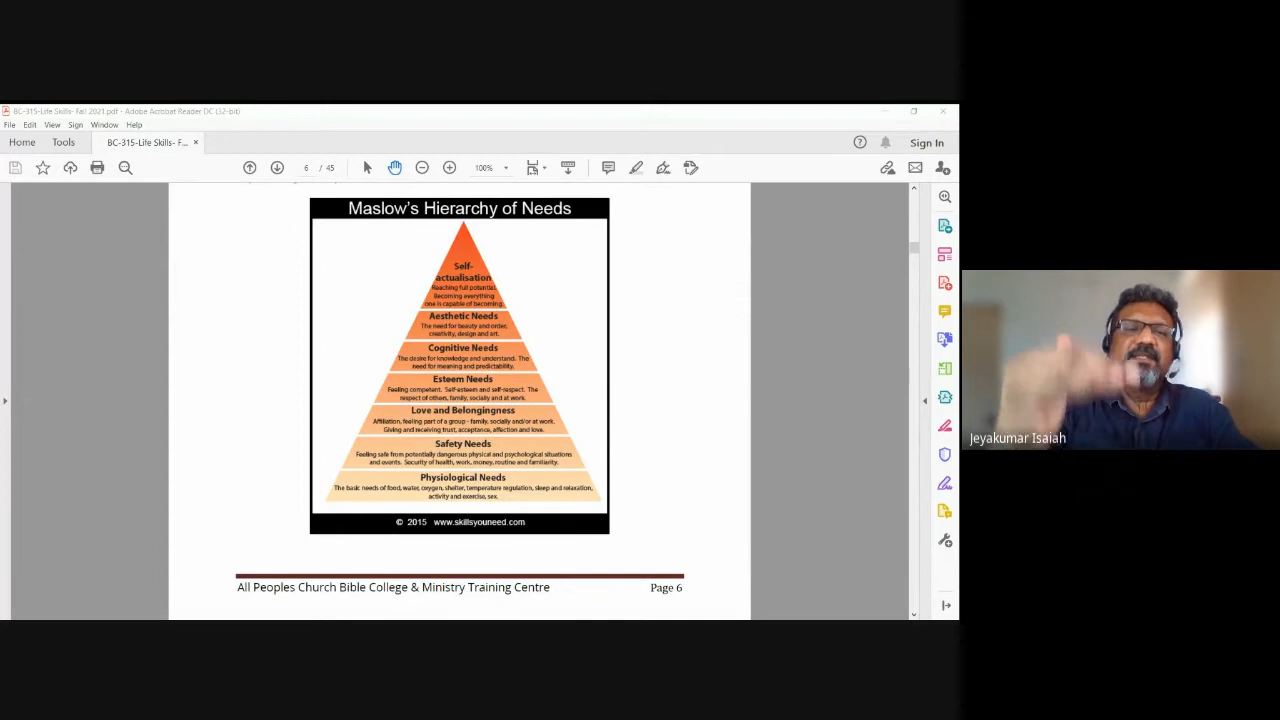 BC-315-Life Skills- Fall 2021.pdf - Adobe Acrobat Reader DC (32-bit)
File Edit View Sign Window Help
Home Tools BC-315-Life Skills- F... × Sign In
6 / 45 100%
Maslow's Hierarchy of Needs
Self-
actualisation
Reaching full potential.
Becoming everything
one is capable of becoming.
Aesthetic Needs
The need for beauty and order,
creativity, design and art.
Cognitive Needs
The desire for knowledge and understand. The
need for meaning and predictability.
Esteem Needs
Feeling competent. Self-esteem and self-respect. The
respect of others, family, socially and at work.
Love and Belongingness
Affiliation, feeling part of a group - family, socially and/or at work.
Giving and receiving trust, acceptance, affection and love.
Safety Needs
Feeling safe from potentially dangerous physical and psychological situations
and events. Security of health, work, money, routine and familiarity.
Physiological Needs
The basic needs of food, water, oxygen, shelter, temperature regulation, sleep and relaxation,
activity and exercise, sex.
© 2015 www.skillsyouneed.com
All Peoples Church Bible College & Ministry Training Centre Page 6
Jeyakumar Isaiah